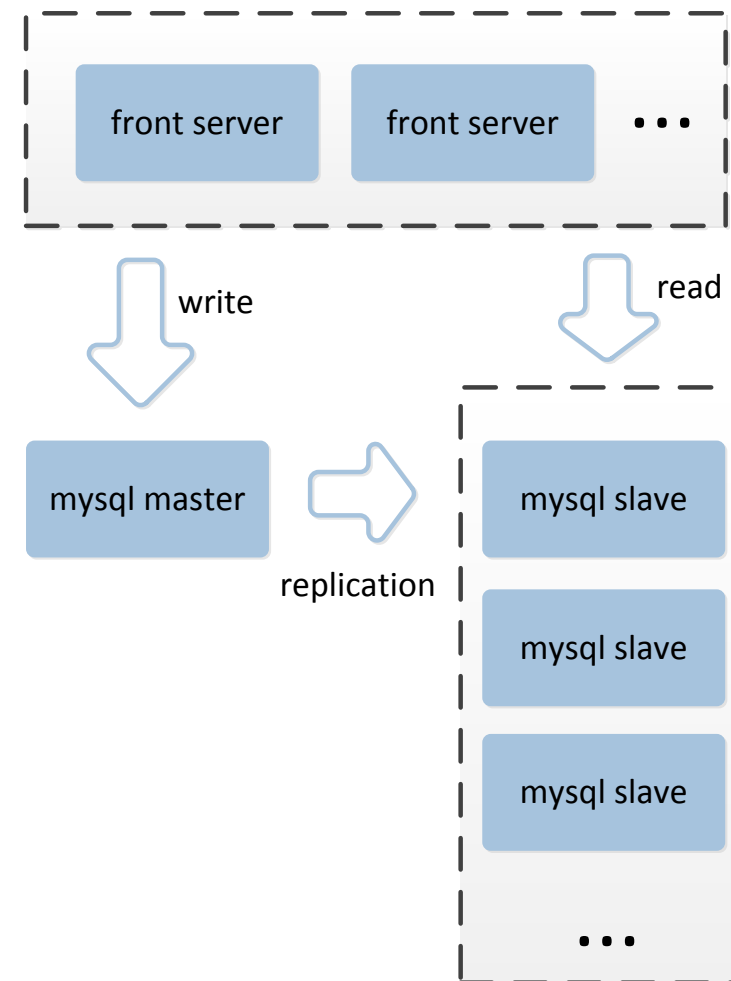 front server
front server
...
write
read
mysql master
replication
mysql slave
mysql slave
mysql slave
...